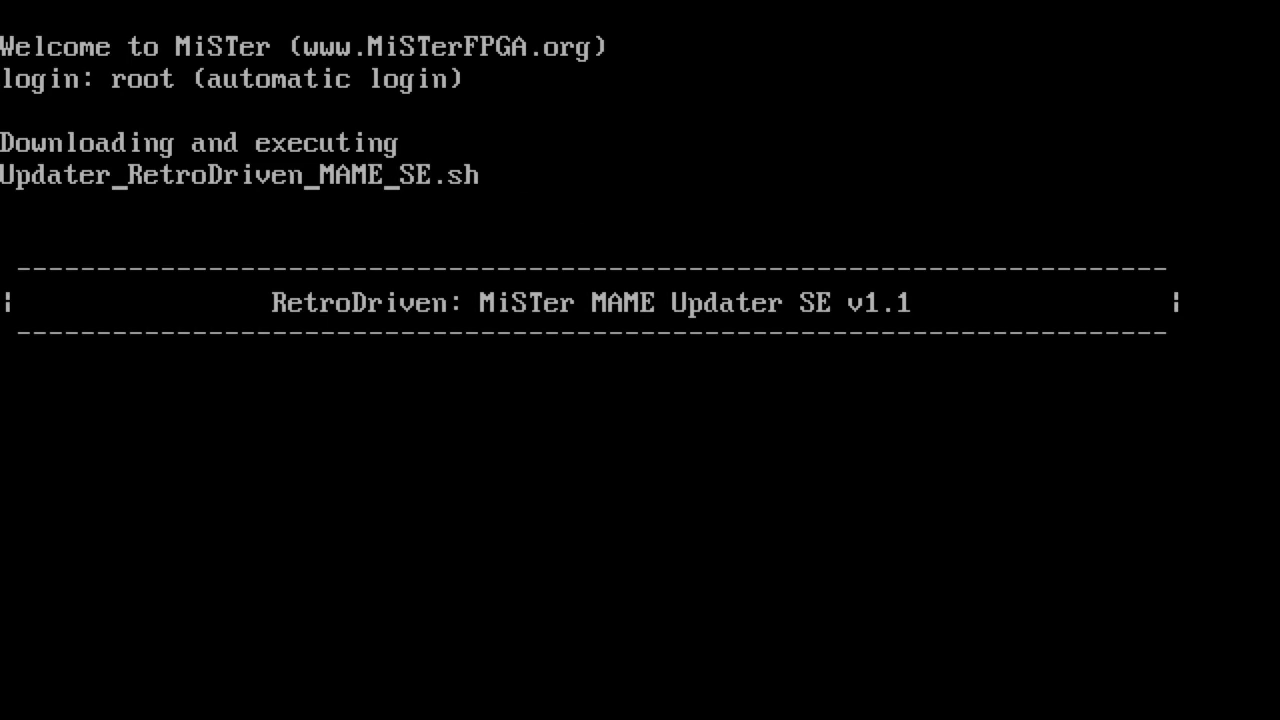 Welcome to MiSTer (www.MiSTerFPGA.org)
login: root (automatic login)
Downloading and executing
Updater_RetroDriven_MAME_SE.sh
------------------------------------------------------------------------
| RetroDriven: MiSTer MAME Updater SE v1.1 |
------------------------------------------------------------------------